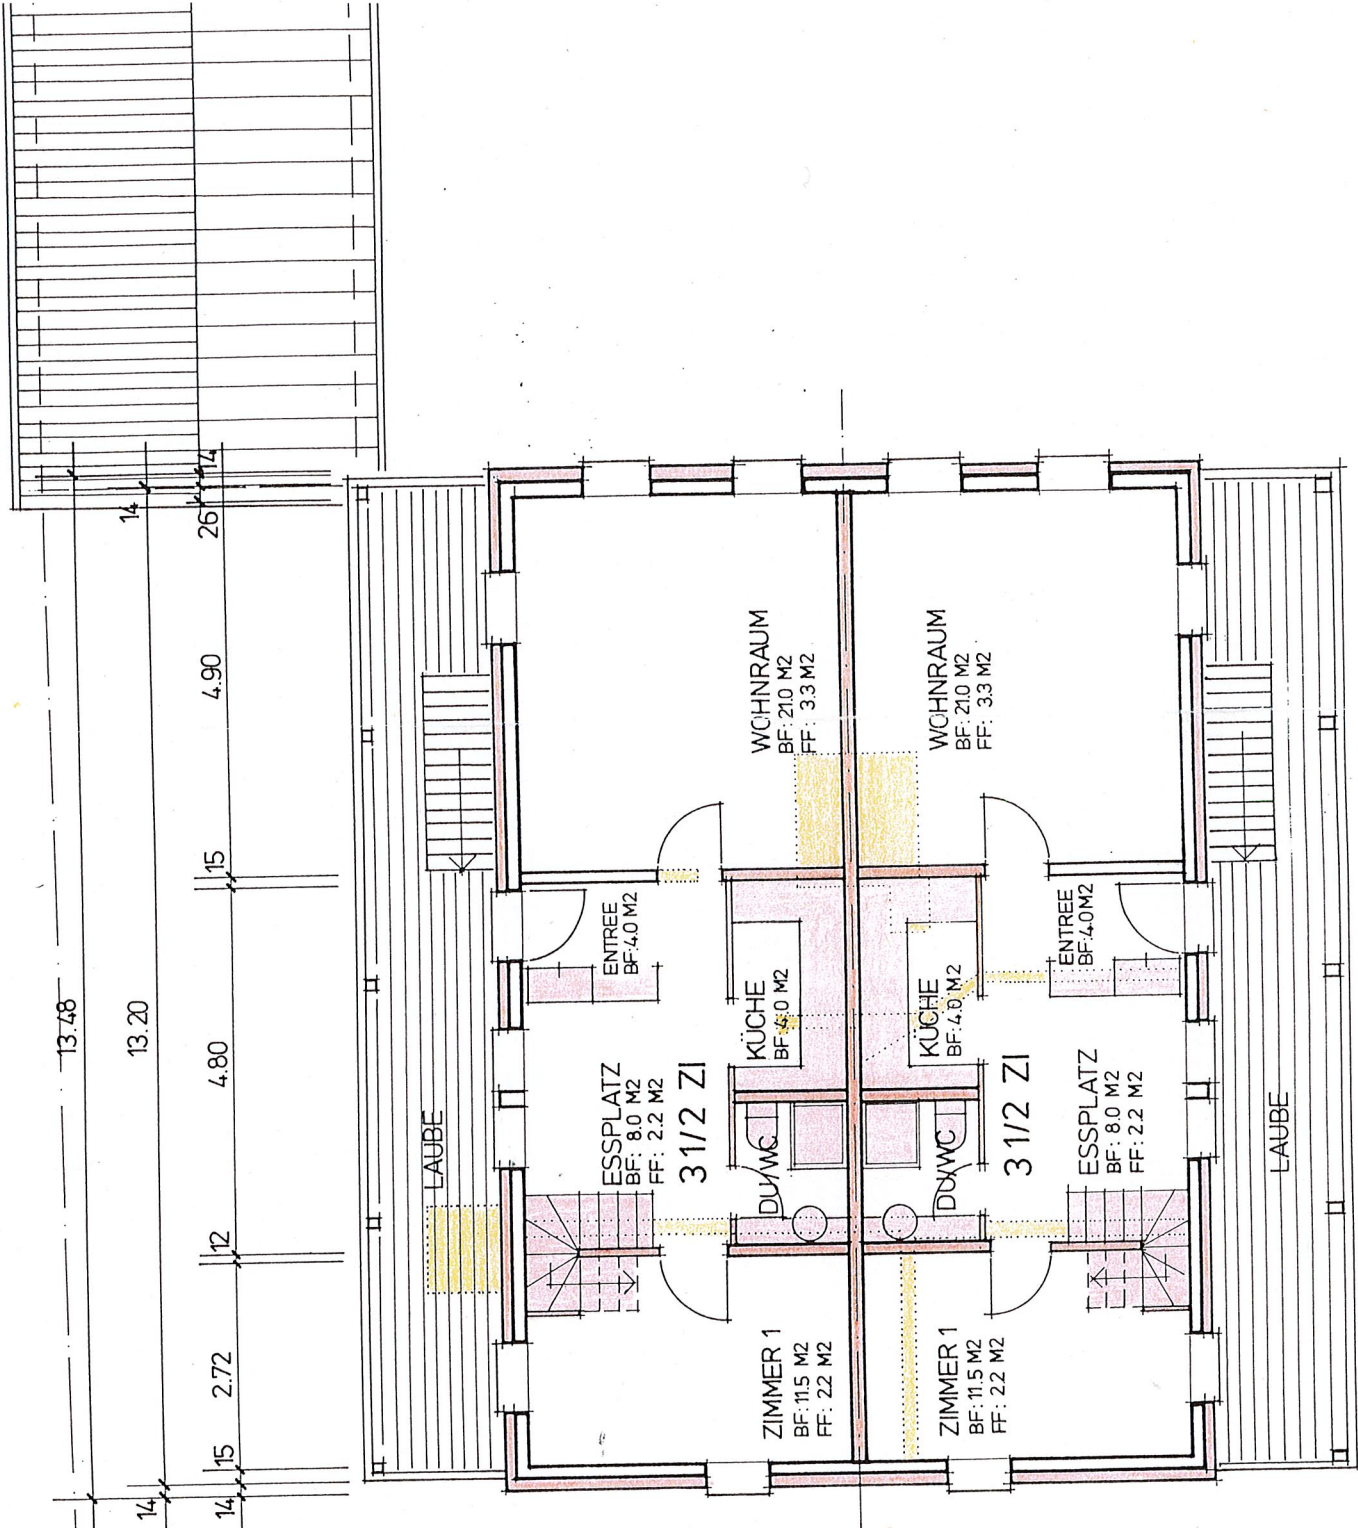 14
14
26
4.90
15
13.48
13.20
4.80
12
2.72
15
14
14
LAUBE
WOHNRAUM
BF: 21.0 M2
FF: 3.3 M2
WOHNRAUM
BF: 21.0 M2
FF: 3.3 M2
ENTREE
BF:4.0 M2
KÜCHE
BF: 4.0 M2
KÜCHE
BF: 4.0 M2
ENTREE
BF:4.0M2
ESSPLATZ
BF: 8.0 M2
FF: 2.2 M2
3 1/2 ZI
DU/WC
DU/WC
3 1/2 ZI
ESSPLATZ
BF: 8.0 M2
FF: 2.2 M2
LAUBE
ZIMMER 1
BF: 11.5 M2
FF: 2.2 M2
ZIMMER 1
BF: 11.5 M2
FF: 2.2 M2